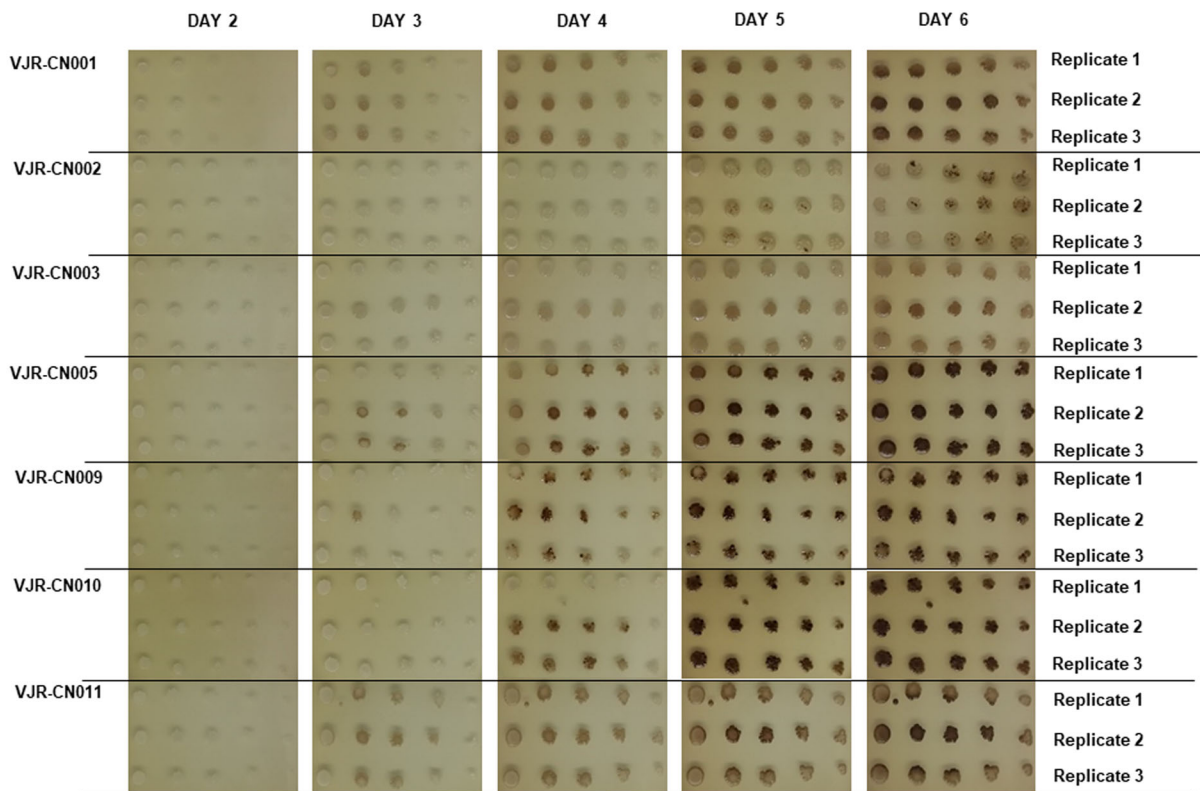 DAY 2 DAY 3 DAY 4 DAY 5 DAY 6
VJR-CN001 Replicate 1
Replicate 2
Replicate 3
VJR-CN002 Replicate 1
Replicate 2
Replicate 3
VJR-CN003 Replicate 1
Replicate 2
Replicate 3
VJR-CN005 Replicate 1
Replicate 2
Replicate 3
VJR-CN009 Replicate 1
Replicate 2
Replicate 3
VJR-CN010 Replicate 1
Replicate 2
Replicate 3
VJR-CN011 Replicate 1
Replicate 2
Replicate 3